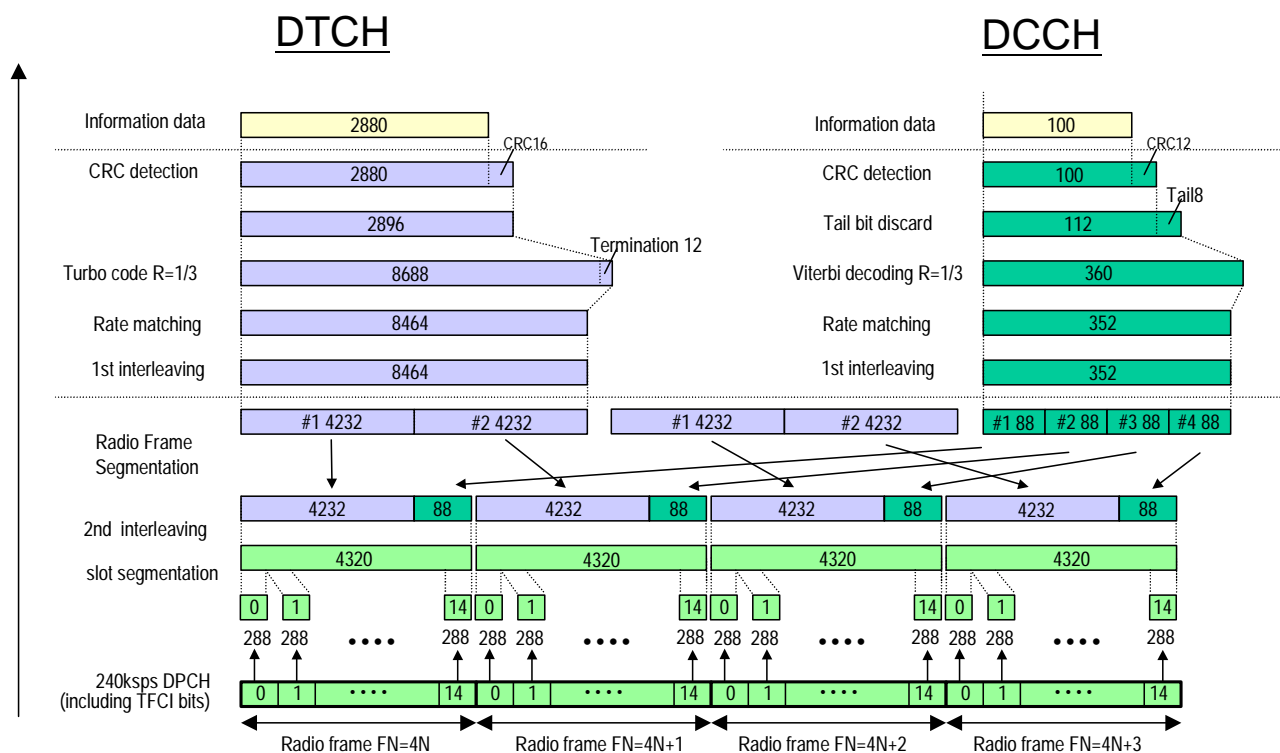 DTCH DCCH
Information data 2880 Information data 100
CRC16 CRC12
CRC detection 2880 CRC detection 100
Tail8
2896 Tail bit discard 112
Termination 12
Turbo code R=1/3 8688 Viterbi decoding R=1/3 360
Rate matching 8464 Rate matching 352
1st interleaving 8464 1st interleaving 352
#1 4232 #2 4232 #1 4232 #2 4232 #1 88 #2 88 #3 88 #4 88
Radio Frame
Segmentation
4232 88 4232 88 4232 88 4232 88
2nd interleaving
4320 4320 4320 4320
slot segmentation
0 1 14 0 1 14 0 1 14 0 1 14
288 288 •••• 288 288 288 •••• 288 288 288 •••• 288 288 288 •••• 288
240ksps DPCH
(including TFCI bits)
0 1 •••• 14 0 1 •••• 14 0 1 •••• 14 0 1 •••• 14
Radio frame FN=4N Radio frame FN=4N+1 Radio frame FN=4N+2 Radio frame FN=4N+3